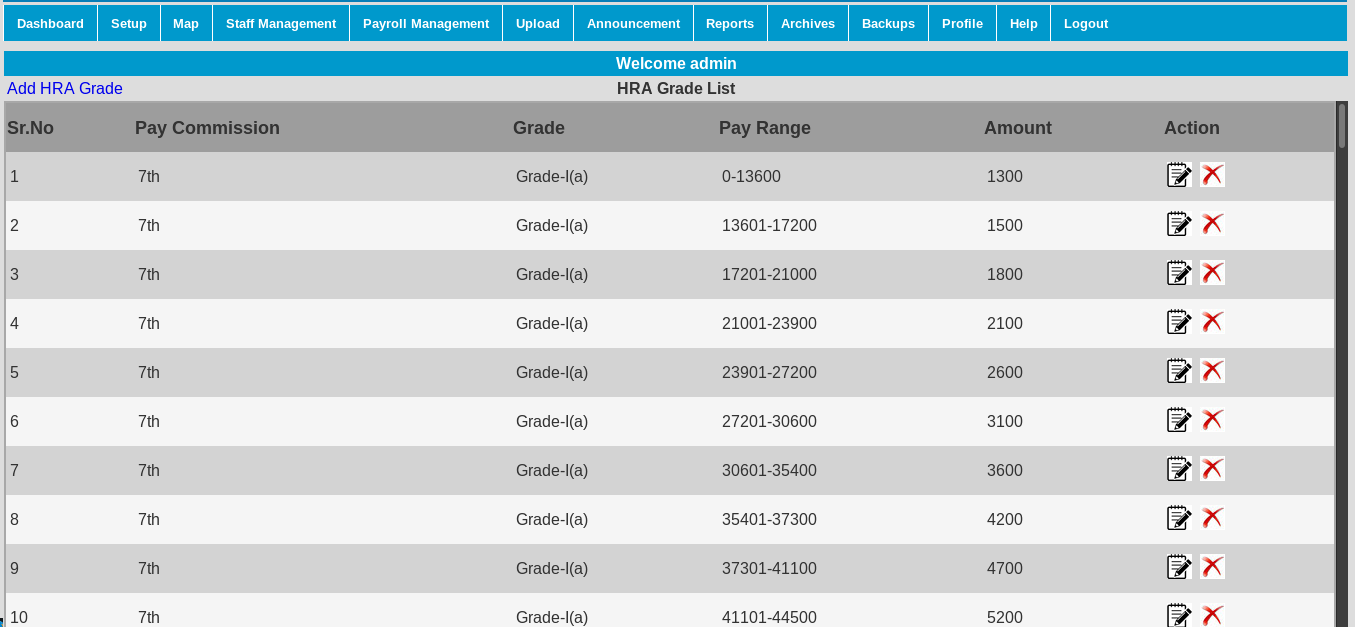 Dashboard Setup Map Staff Management Payroll Management Upload Announcement Reports Archives Backups Profile Help Logout
Welcome admin
Add HRA Grade HRA Grade List
Sr.No Pay Commission Grade Pay Range Amount Action
1 7th Grade-I(a) 0-13600 1300
2 7th Grade-I(a) 13601-17200 1500
3 7th Grade-I(a) 17201-21000 1800
4 7th Grade-I(a) 21001-23900 2100
5 7th Grade-I(a) 23901-27200 2600
6 7th Grade-I(a) 27201-30600 3100
7 7th Grade-I(a) 30601-35400 3600
8 7th Grade-I(a) 35401-37300 4200
9 7th Grade-I(a) 37301-41100 4700
10 7th Grade-I(a) 41101-44500 5200